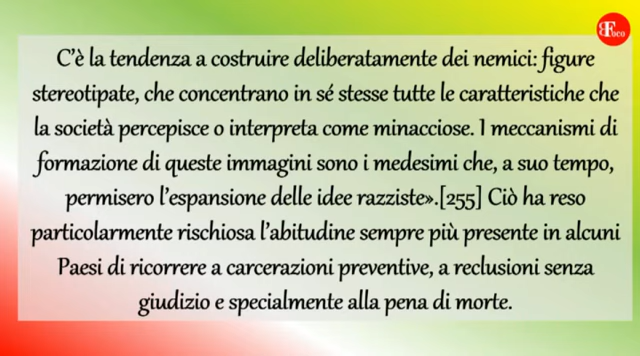 BFoco
C'è la tendenza a costruire deliberatamente dei nemici: figure
stereotipate, che concentrano in sé stesse tutte le caratteristiche che
la società percepisce o interpreta come minacciose. I meccanismi di
formazione di queste immagini sono i medesimi che, a suo tempo,
permisero l'espansione delle idee razziste».[255] Ciò ha reso
particolarmente rischiosa l'abitudine sempre più presente in alcuni
Paesi di ricorrere a carcerazioni preventive, a reclusioni senza
giudizio e specialmente alla pena di morte.